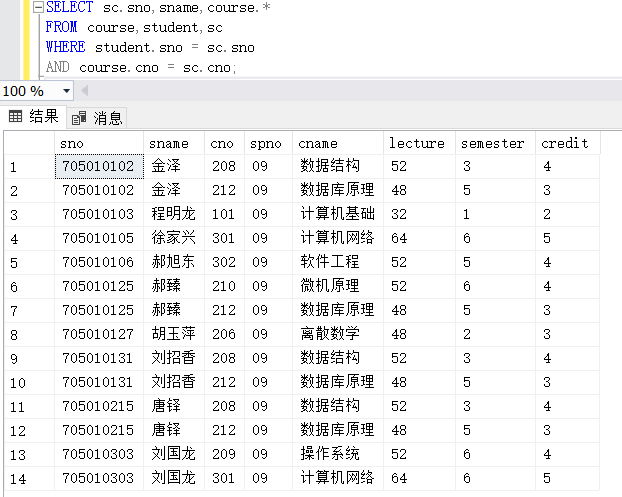 SELECT sc.sno,sname,course.*
FROM course,student,sc
WHERE student.sno = sc.sno
AND course.cno = sc.cno;
100 %
结果 消息
sno sname cno spno cname lecture semester credit
1 705010102 金泽 208 09 数据结构 52 3 4
2 705010102 金泽 212 09 数据库原理 48 5 3
3 705010103 程明龙 101 09 计算机基础 32 1 2
4 705010105 徐家兴 301 09 计算机网络 64 6 5
5 705010106 郝旭东 302 09 软件工程 52 5 4
6 705010125 郝臻 210 09 微机原理 52 6 4
7 705010125 郝臻 212 09 数据库原理 48 5 3
8 705010127 胡玉萍 206 09 离散数学 48 2 3
9 705010131 刘招香 208 09 数据结构 52 3 4
10 705010131 刘招香 212 09 数据库原理 48 5 3
11 705010215 唐铎 208 09 数据结构 52 3 4
12 705010215 唐铎 212 09 数据库原理 48 5 3
13 705010303 刘国龙 209 09 操作系统 52 6 4
14 705010303 刘国龙 301 09 计算机网络 64 6 5